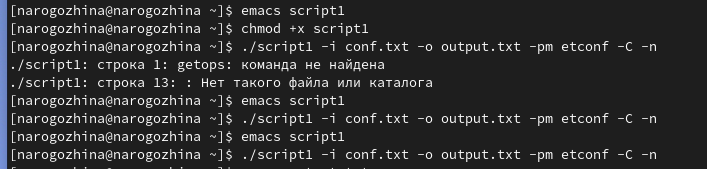 [narogozhina@narogozhina ~]$ emacs script1
[narogozhina@narogozhina ~]$ chmod +x script1
[narogozhina@narogozhina ~]$ ./script1 -i conf.txt -o output.txt -pm etconf -C -n
./script1: строка 1: getops: команда не найдена
./script1: строка 13: : Нет такого файла или каталога
[narogozhina@narogozhina ~]$ emacs script1
[narogozhina@narogozhina ~]$ ./script1 -i conf.txt -o output.txt -pm etconf -C -n
[narogozhina@narogozhina ~]$ emacs script1
[narogozhina@narogozhina ~]$ ./script1 -i conf.txt -o output.txt -pm etconf -C -n